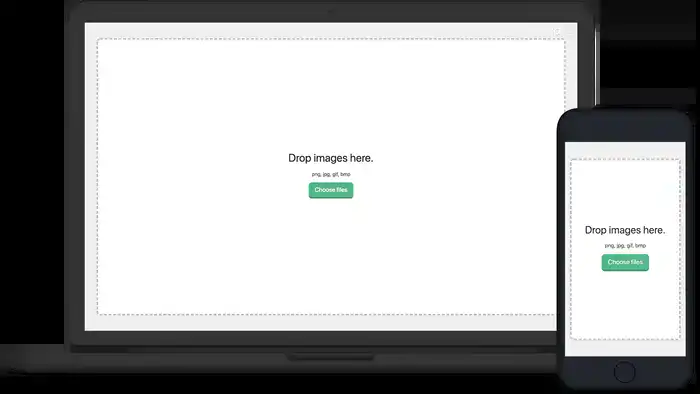 Drop images here.
png, jpg, gif, bmp
Choose files
Drop images here.
png, jpg, gif, bmp
Choose files